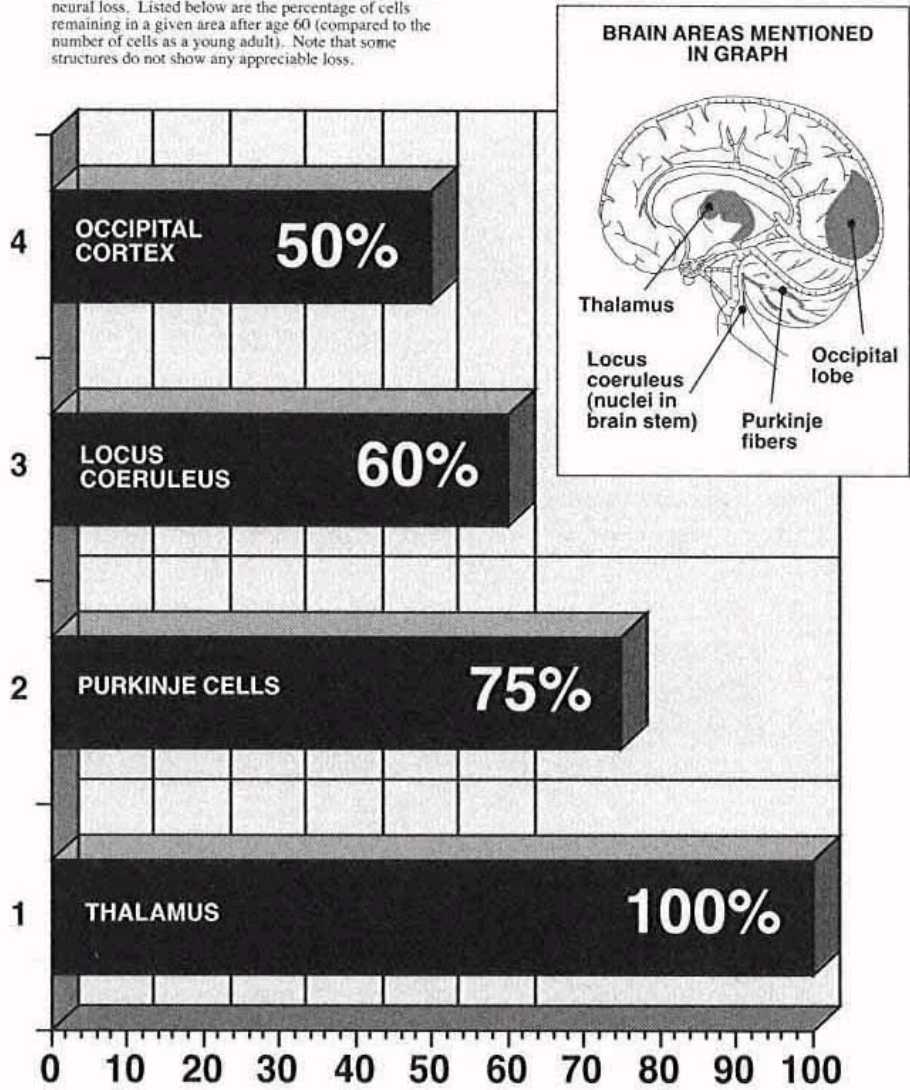 neural loss. Listed below are the percentage of cells
remaining in a given area after age 60 (compared to the
number of cells as a young adult). Note that some
structures do not show any appreciable loss.
BRAIN AREAS MENTIONED
IN GRAPH
Thalamus
Locus
coeruleus
(nuclei in
brain stem)
Purkinje
fibers
Occipital
lobe
4
OCCIPITAL
CORTEX
50%
3
LOCUS
COERULEUS
60%
2
PURKINJE CELLS
75%
1
THALAMUS
100%
0 10 20 30 40 50 60 70 80 90 100